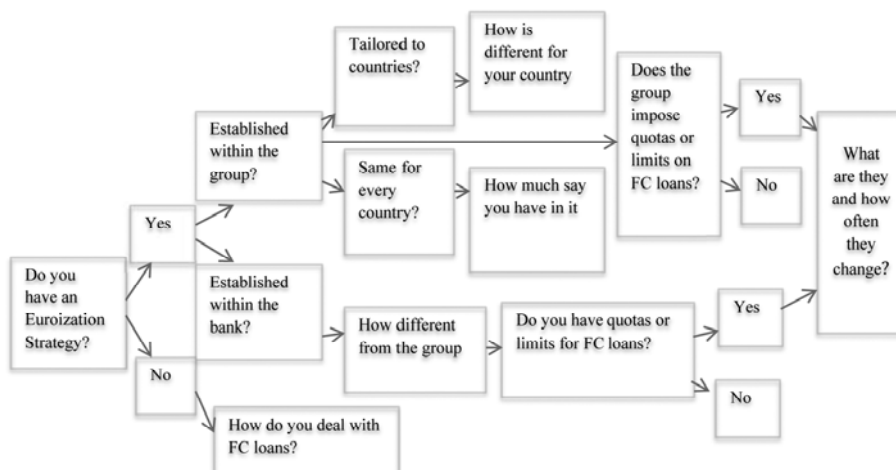 Do you
have an
Euroization
Strategy?
Yes
No
Established
within the
group?
Established
within the
bank?
How do you deal with
FC loans?
Tailored to
countries?
Same for
every
country?
How is
different for
your country
How much say
you have in it
How different
from the group
Does the
group
impose
quotas or
limits on
FC loans?
Do you have quotas or
limits for FC loans?
Yes
No
Yes
No
What
are they
and how
often
they
change?